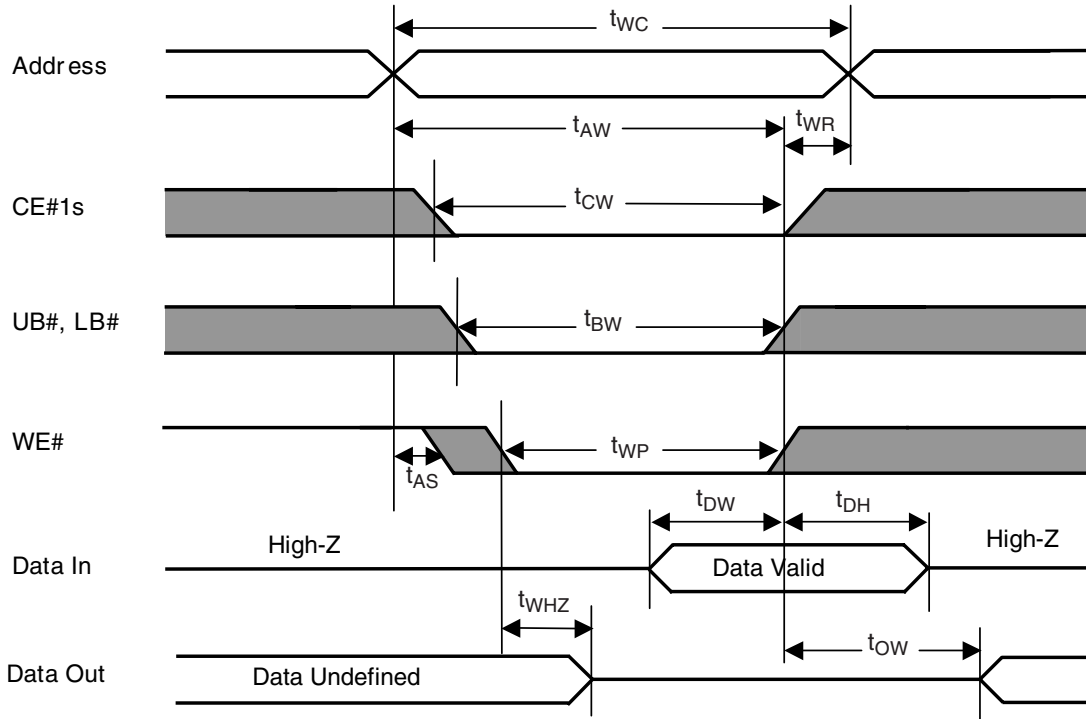 tWC
Address
tAW
tWR
CE#1s
tCW
UB#, LB#
tBW
WE#
tWP
tAS
tDW
tDH
High-Z
High-Z
Data In
Data Valid
tWHZ
tOW
Data Out
Data Undefined